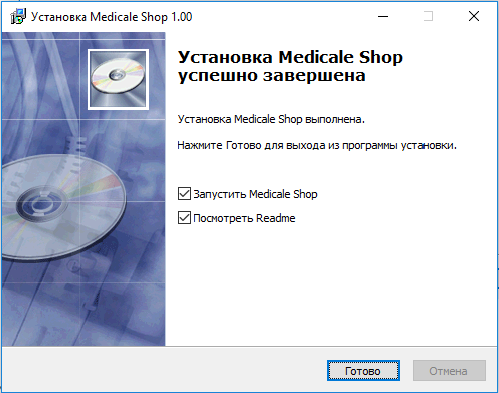 Установка Medicale Shop 1.00
Установка Medicale Shop
успешно завершена
Установка Medicale Shop выполнена.
Нажмите Готово для выхода из программы установки.
Запустить Medicale Shop
Посмотреть Readme
Готово
Отмена